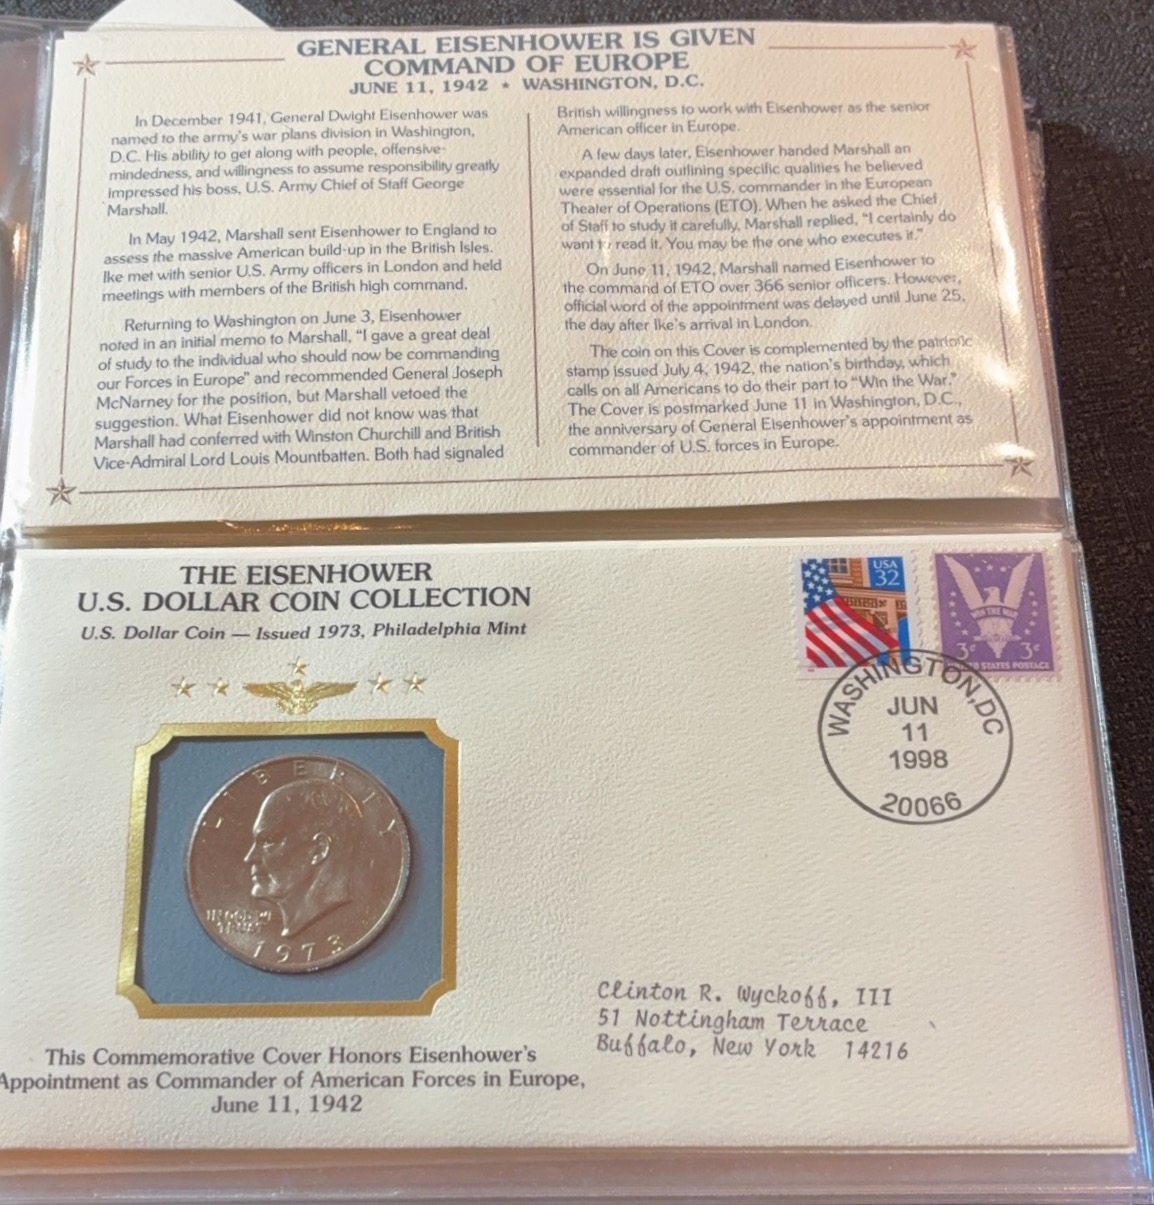 GENERAL EISENHOWER IS GIVEN
COMMAND OF EUROPE
JUNE 11, 1942 ★ WASHINGTON, D.C.
In December 1941, General Dwight Eisenhower was
named to the army's war plans division in Washington,
D.C. His ability to get along with people, offensive-
mindedness, and willingness to assume responsibility greatly
impressed his boss, U.S. Army Chief of Staff George
Marshall.
In May 1942, Marshall sent Eisenhower to England to
assess the massive American build-up in the British Isles.
Ike met with senior U.S. Army officers in London and held
meetings with members of the British high command.
Returning to Washington on June 3, Eisenhower
noted in an initial memo to Marshall, "I gave a great deal
of study to the individual who should now be commanding
our Forces in Europe" and recommended General Joseph
McNarney for the position, but Marshall vetoed the
suggestion. What Eisenhower did not know was that
Marshall had conferred with Winston Churchill and British
Vice-Admiral Lord Louis Mountbatten. Both had signaled
British willingness to work with Eisenhower as the senior
American officer in Europe.
A few days later, Eisenhower handed Marshall an
expanded draft outlining specific qualities he believed
were essential for the U.S. commander in the European
Theater of Operations (ETO). When he asked the Chief
of Staff to study it carefully, Marshall replied, "I certainly do
want to read it. You may be the one who executes it."
On June 11, 1942, Marshall named Eisenhower to
the command of ETO over 366 senior officers. However,
official word of the appointment was delayed until June 25,
the day after Ike's arrival in London.
The coin on this Cover is complemented by the patriotic
stamp issued July 4, 1942, the nation's birthday, which
calls on all Americans to do their part to "Win the War."
The Cover is postmarked June 11 in Washington, D.C.,
the anniversary of General Eisenhower's appointment as
commander of U.S. forces in Europe.
THE EISENHOWER
U.S. DOLLAR COIN COLLECTION
U.S. Dollar Coin — Issued 1973, Philadelphia Mint
USA
32
WIN THE WAR
3¢ 3¢
STATES POSTAGE
WASHINGTON, DC
JUN
11
1998
20066
LIBERTY
IN GOD WE
TRUST
1973
Clinton R. Wyckoff, III
51 Nottingham Terrace
Buffalo, New York 14216
This Commemorative Cover Honors Eisenhower's
Appointment as Commander of American Forces in Europe,
June 11, 1942